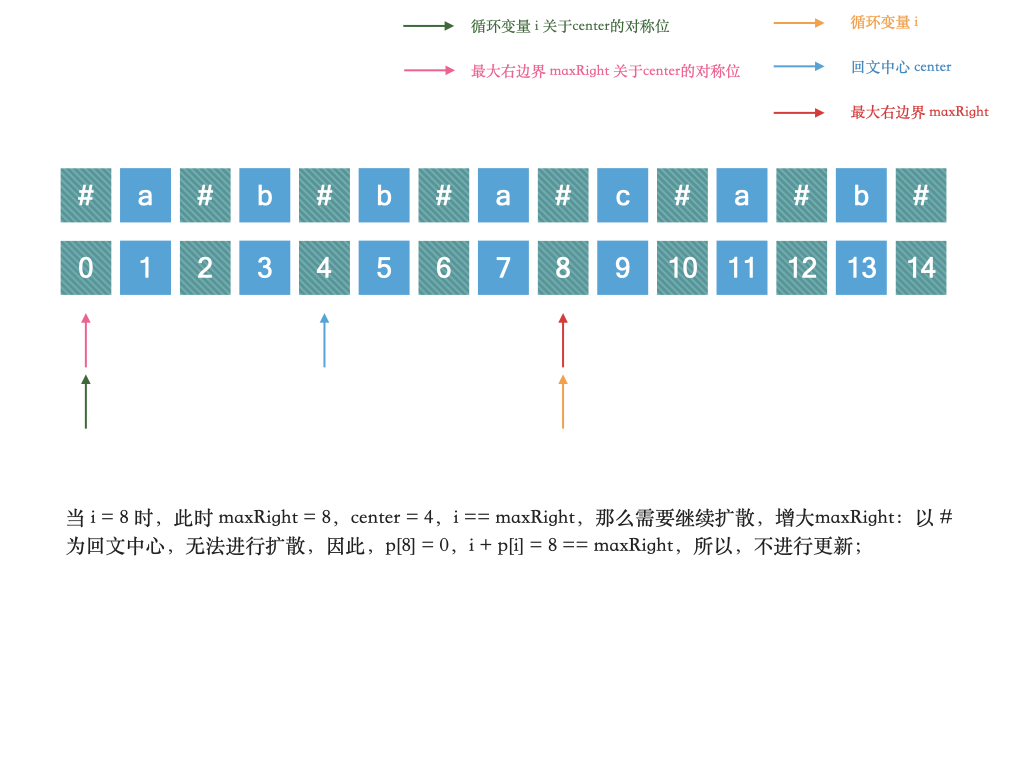 循环变量 i 关于center的对称位
循环变量 i
最大右边界 maxRight 关于center的对称位
回文中心 center
最大右边界 maxRight
# a # b # b # a # c # a # b #
0 1 2 3 4 5 6 7 8 9 10 11 12 13 14
当 i = 8 时，此时 maxRight = 8，center = 4，i == maxRight，那么需要继续扩散，增大maxRight：以 #
为回文中心，无法进行扩散，因此，p[8] = 0，i + p[i] = 8 == maxRight，所以，不进行更新；